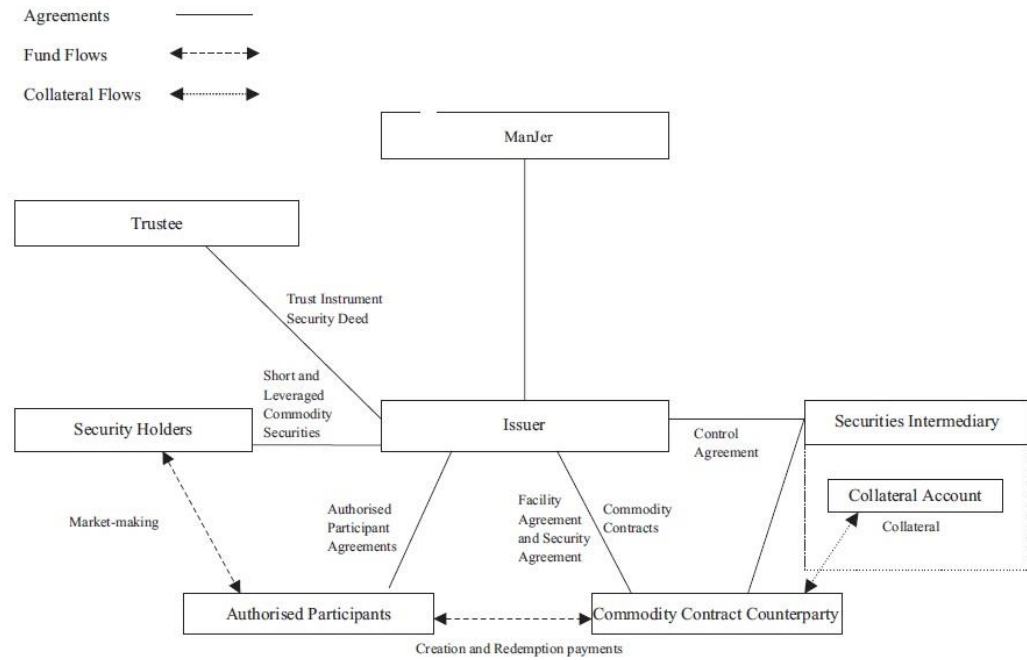 Agreements
Fund Flows
Collateral Flows
ManJer
Trustee
Trust Instrument
Security Deed
Short and
Leveraged
Commodity
Securities
Security Holders
Issuer
Control
Agreement
Securities Intermediary
Collateral Account
Collateral
Market-making
Authorised
Participant
Agreements
Facility
Agreement
and Security
Agreement
Commodity
Contracts
Authorised Participants
Commodity Contract Counterparty
Creation and Redemption payments